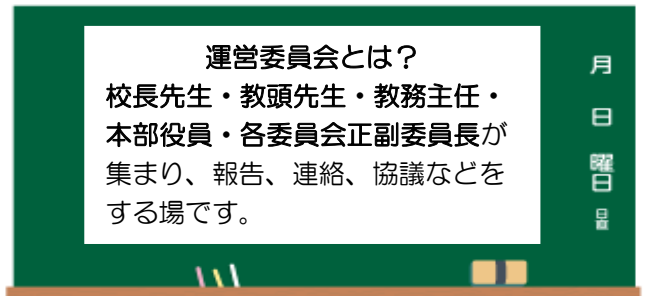 運営委員会とは？
校長先生・教頭先生・教務主任・
本部役員・各委員会正副委員長が
集まり、報告、連絡、協議などを
する場です。
月
日
曜
日
日直